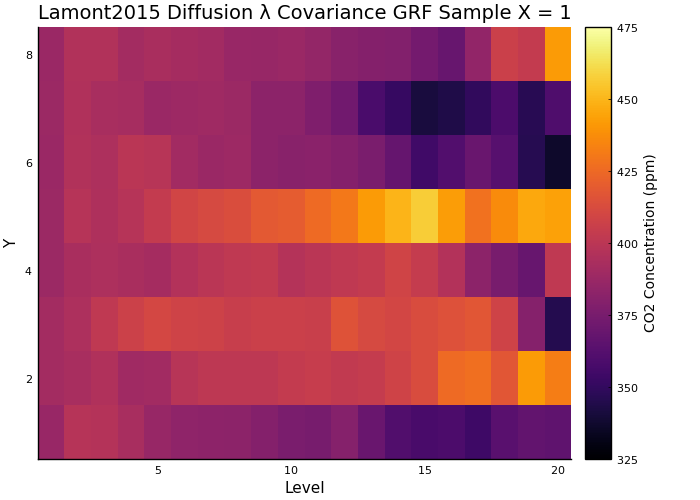 Lamont2015 Diffusion λ Covariance GRF Sample X = 1
Y
8
6
4
2
5 10 15 20
Level
475
450
425
400
375
350
325
CO2 Concentration (ppm)